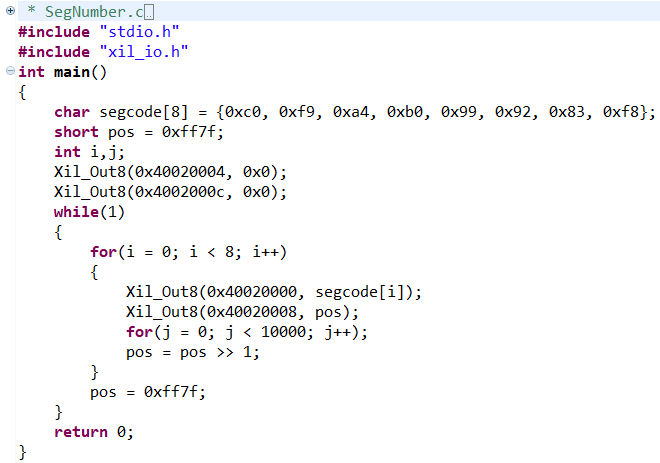 * SegNumber.c
#include "stdio.h"
#include "xil_io.h"
int main()
{
    char segcode[8] = {0xc0, 0xf9, 0xa4, 0xb0, 0x99, 0x92, 0x83, 0xf8};
    short pos = 0xff7f;
    int i,j;
    Xil_Out8(0x40020004, 0x0);
    Xil_Out8(0x4002000c, 0x0);
    while(1)
    {
        for(i = 0; i < 8; i++)
        {
            Xil_Out8(0x40020000, segcode[i]);
            Xil_Out8(0x40020008, pos);
            for(j = 0; j < 10000; j++);
            pos = pos >> 1;
        }
        pos = 0xff7f;
    }
    return 0;
}